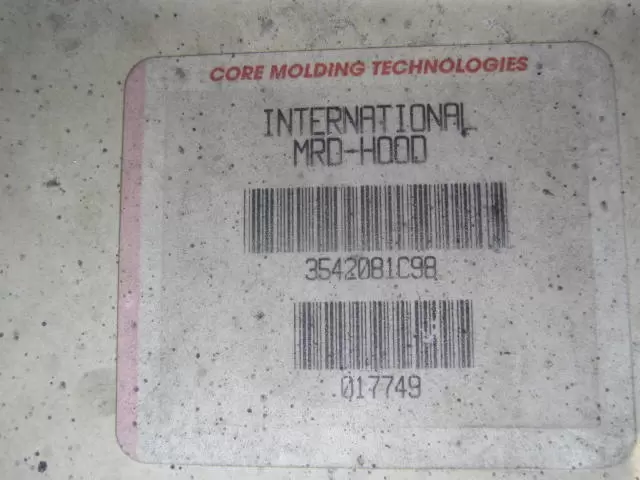 CORE MOLDING TECHNOLOGIES
INTERNATIONAL
MRD-HOOD
3542081C98
017749